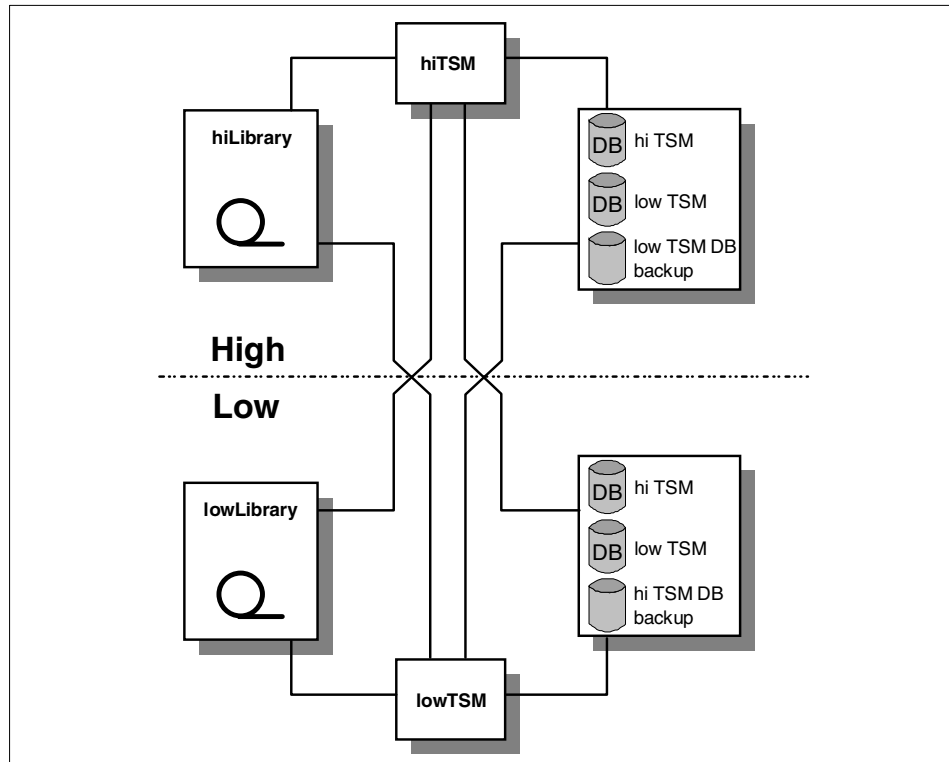 hiTSM
hiLibrary
DB hi TSM
DB low TSM
low TSM DB
backup
High
Low
lowLibrary
DB hi TSM
DB low TSM
hi TSM DB
backup
lowTSM